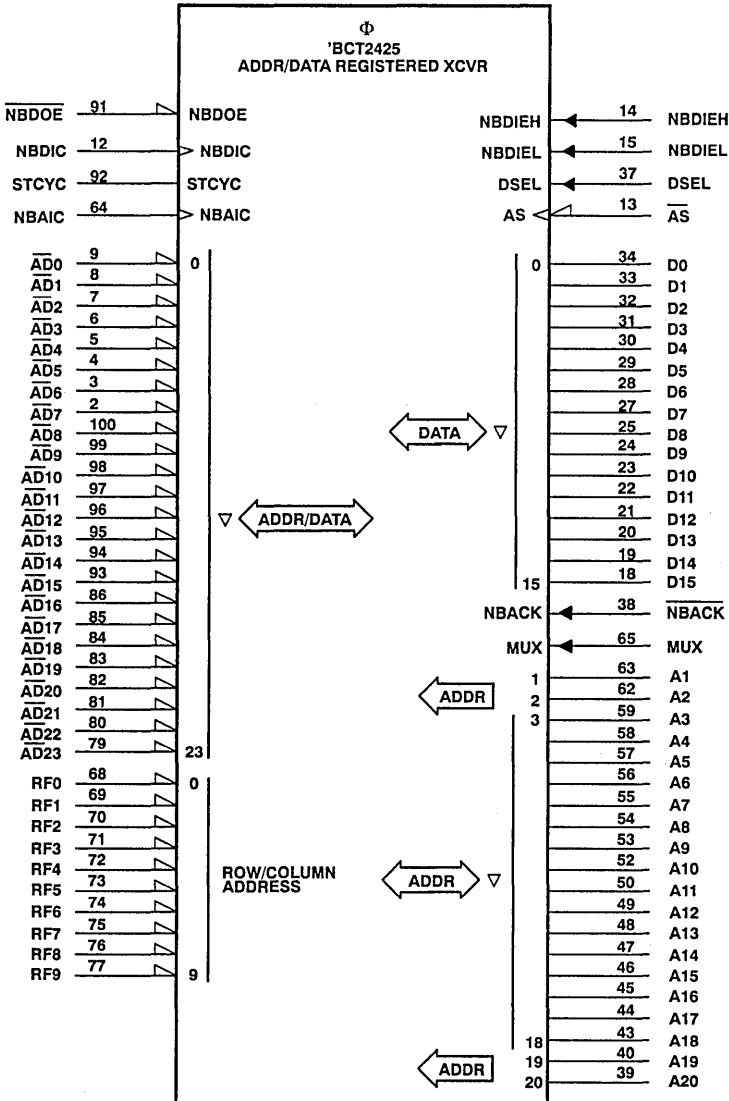 Φ
'BCT2425
ADDR/DATA REGISTERED XCVR
NBDOE 91 NBDOE
NBDIC 12 NBDIC
STCYC 92 STCYC
NBAIC 64 NBAIC
NBDIEH 14 NBDIEH
NBDIEL 15 NBDIEL
DSEL 37 DSEL
AS 13 AS
AD0 9 0
AD1 8
AD2 7
AD3 6
AD4 5
AD5 4
AD6 3
AD7 2
AD8 100
AD9 99
AD10 98
AD11 97
AD12 96
AD13 95
AD14 94
AD15 93
AD16 86
AD17 85
AD18 84
AD19 83
AD20 82
AD21 81
AD22 80
AD23 79 23
ADDR/DATA
RF0 68 0
RF1 69
RF2 70
RF3 71
RF4 72
RF5 73
RF6 74
RF7 75
RF8 76
RF9 77 9
ROW/COLUMN
ADDRESS
0 34 D0
33 D1
32 D2
31 D3
30 D4
29 D5
28 D6
27 D7
25 D8
24 D9
23 D10
22 D11
21 D12
20 D13
19 D14
15 18 D15
DATA
NBACK 38 NBACK
MUX 65 MUX
1 63 A1
ADDR 2 62 A2
3 59 A3
58 A4
57 A5
56 A6
55 A7
54 A8
53 A9
52 A10
ADDR
50 A11
49 A12
48 A13
47 A14
46 A15
45 A16
44 A17
18 43 A18
19 40 A19
ADDR
20 39 A20